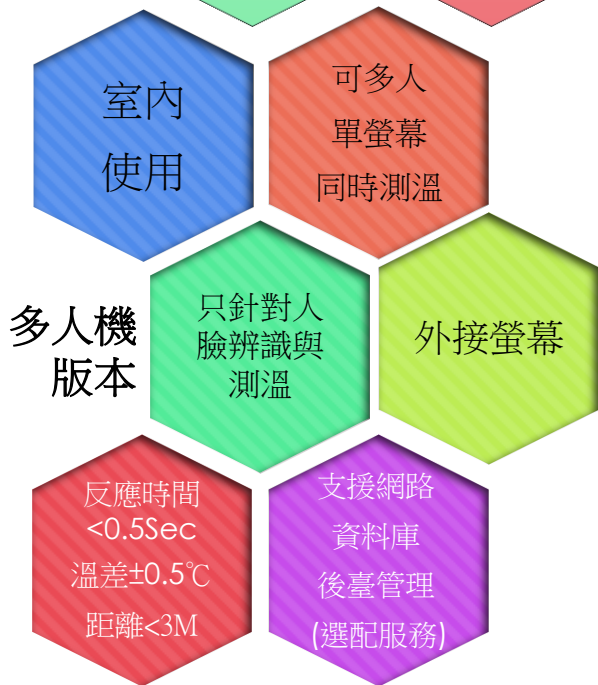 室內
使用
可多人
單螢幕
同時測溫
多人機
版本
只針對人
臉辨識與
測溫
外接螢幕
反應時間
<0.5Sec
溫差±0.5℃
距離<3M
支援網路
資料庫
後臺管理
(選配服務)